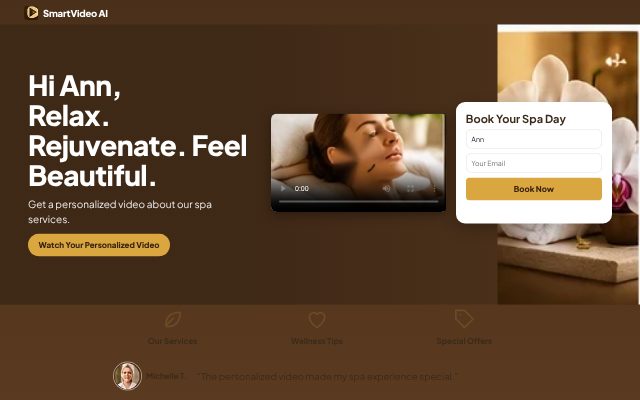 SmartVideo AI
Hi Ann,
Relax.
Rejuvenate. Feel
Beautiful.
Get a personalized video about our spa
services.
Watch Your Personalized Video
0:00
Book Your Spa Day
Ann
Your Email
Book Now
Our Services
Wellness Tips
Special Offers
Michelle T.
"The personalized video made my spa experience special."